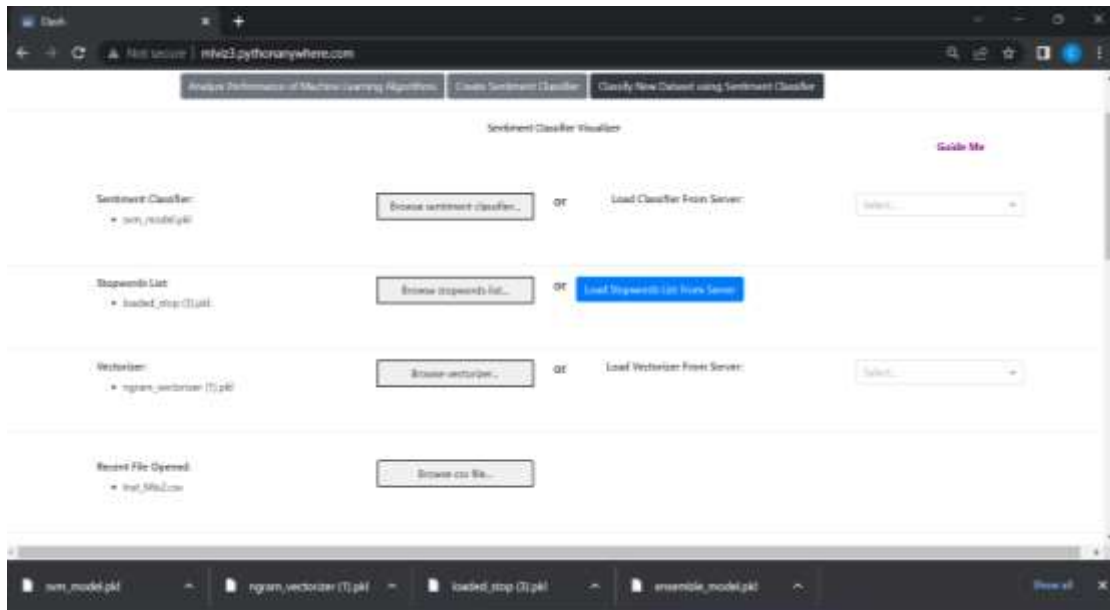 Dash
Not secure | mlviz3.pythonanywhere.com
Analyze Performance of Machine Learning Algorithms
Create Sentiment Classifier
Classify New Dataset using Sentiment Classifier
Sentiment Classifier Visualizer
Guide Me
Sentiment Classifier:
svm_model.pkl
Browse sentiment classifier...
or
Load Classifier From Server:
Select...
Stopwords List:
loaded_stop (3).pkl
Browse stopwords list...
or
Load Stopwords List From Server
Vectorizer:
ngram_vectorizer (1).pkl
Browse vectorizer...
or
Load Vectorizer From Server:
Select...
Recent File Opened:
Browse csv file...
svm_model.pkl
ngram_vectorizer (1).pkl
loaded_stop (3).pkl
ensemble_model.pkl
Show all